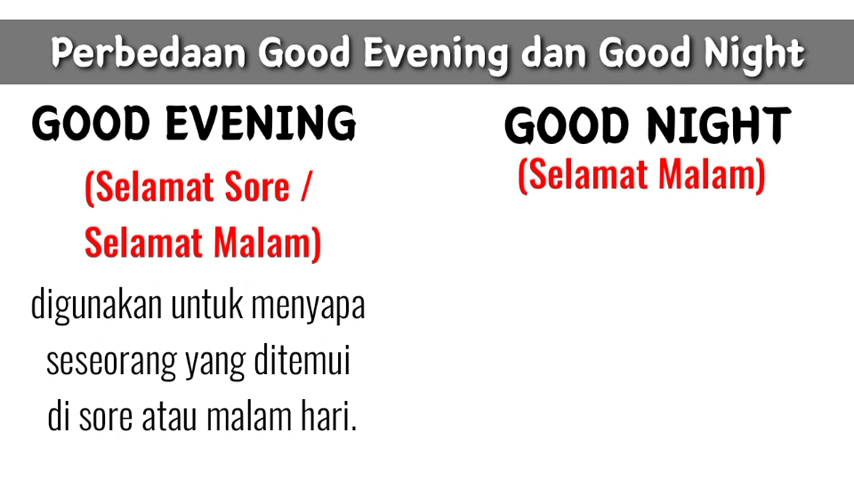 Perbedaan Good Evening dan Good Night
GOOD EVENING
(Selamat Sore /
Selamat Malam)
digunakan untuk menyapa
seseorang yang ditemui
di sore atau malam hari.
GOOD NIGHT
(Selamat Malam)